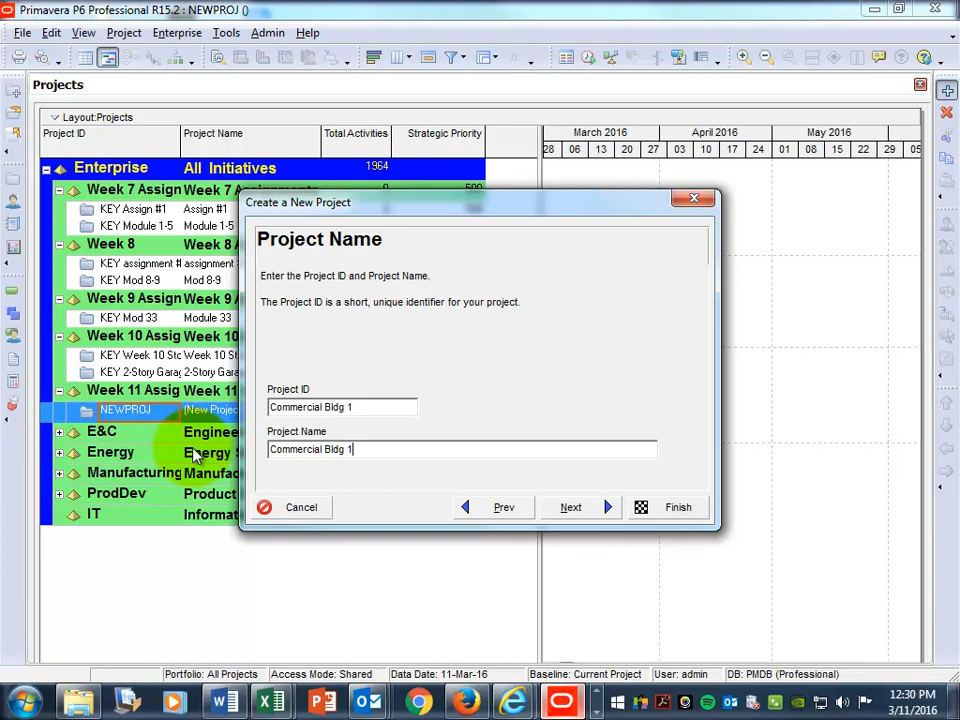 Primavera P6 Professional R15.2 : NEWPROJ ()
File Edit View Project Enterprise Tools Admin Help
Projects
Layout:Projects
Project ID Project Name Total Activities Strategic Priority
March 2016 April 2016 May 2016
28 06 13 20 27 03 10 17 24 01 08 15 22 29 05
Enterprise All Initiatives 1964
Week 7 Assign Week 7 Assignments 0 500
KEY Assign #1 Assign #1
KEY Module 1-5 Module 1-5
Week 8 Week 8
KEY assignment # assignment
KEY Mod 8-9 Mod 8-9
Week 9 Assign Week 9
KEY Mod 33 Module 33
Week 10 Assig Week 10
KEY Week 10 Stc Week 10
KEY 2-Story Garag 2-Story
Week 11 Assig Week 11
NEWPROJ (New Projec
E&C Enginee
Energy Energy S
Manufacturing Manufac
ProdDev Product
IT Informat
Create a New Project
Project Name
Enter the Project ID and Project Name.
The Project ID is a short, unique identifier for your project.
Project ID
Commercial Bldg 1
Project Name
Commercial Bldg 1
Cancel Prev Next Finish
Portfolio: All Projects Access Mode: Shared Data Date: 11-Mar-16 Baseline: Current Project User: admin DB: PMDB (Professional)
12:30 PM
3/11/2016